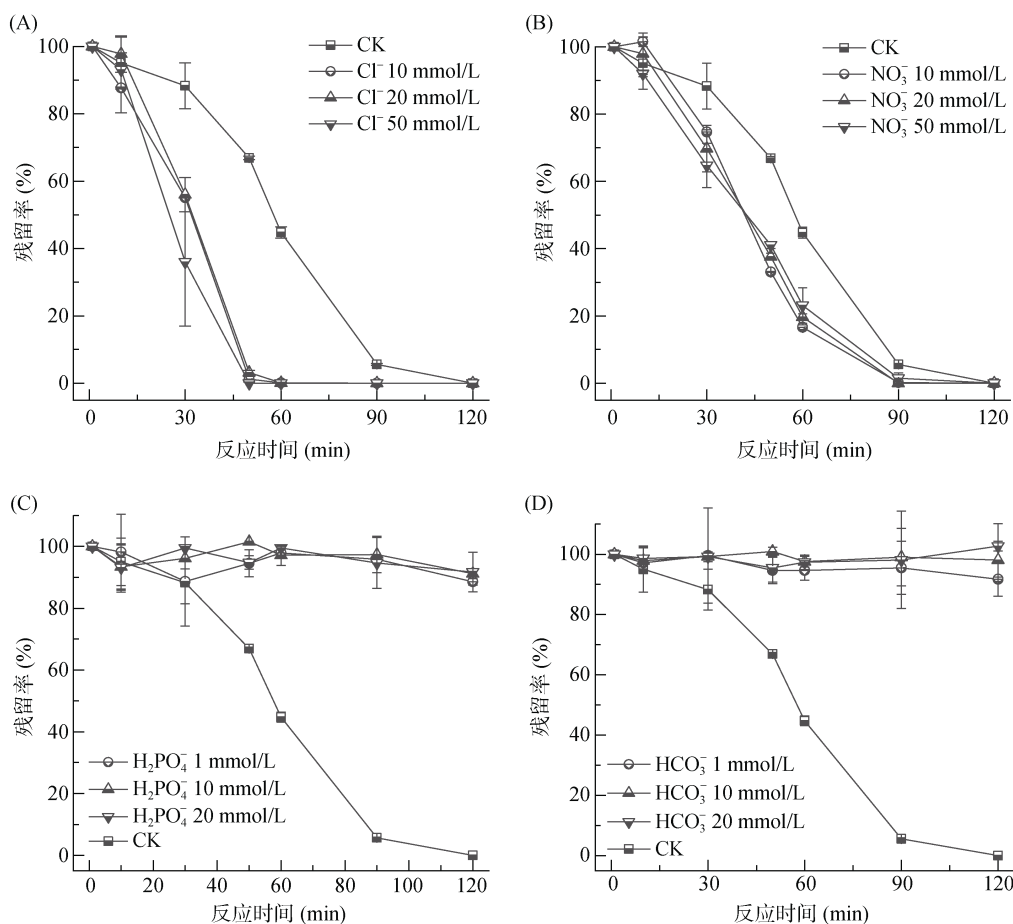 (A)
100
80
60
40
20
0
残留率 (%)
CK
Cl⁻ 10 mmol/L
Cl⁻ 20 mmol/L
Cl⁻ 50 mmol/L
0 30 60 90 120
反应时间 (min)
(B)
100
80
60
40
20
0
残留率 (%)
CK
NO₃⁻ 10 mmol/L
NO₃⁻ 20 mmol/L
NO₃⁻ 50 mmol/L
0 30 60 90 120
反应时间 (min)
(C)
100
80
60
40
20
0
残留率 (%)
H₂PO₄⁻ 1 mmol/L
H₂PO₄⁻ 10 mmol/L
H₂PO₄⁻ 20 mmol/L
CK
0 20 40 60 80 100 120
反应时间 (min)
(D)
100
80
60
40
20
0
残留率 (%)
HCO₃⁻ 1 mmol/L
HCO₃⁻ 10 mmol/L
HCO₃⁻ 20 mmol/L
CK
0 30 60 90 120
反应时间 (min)